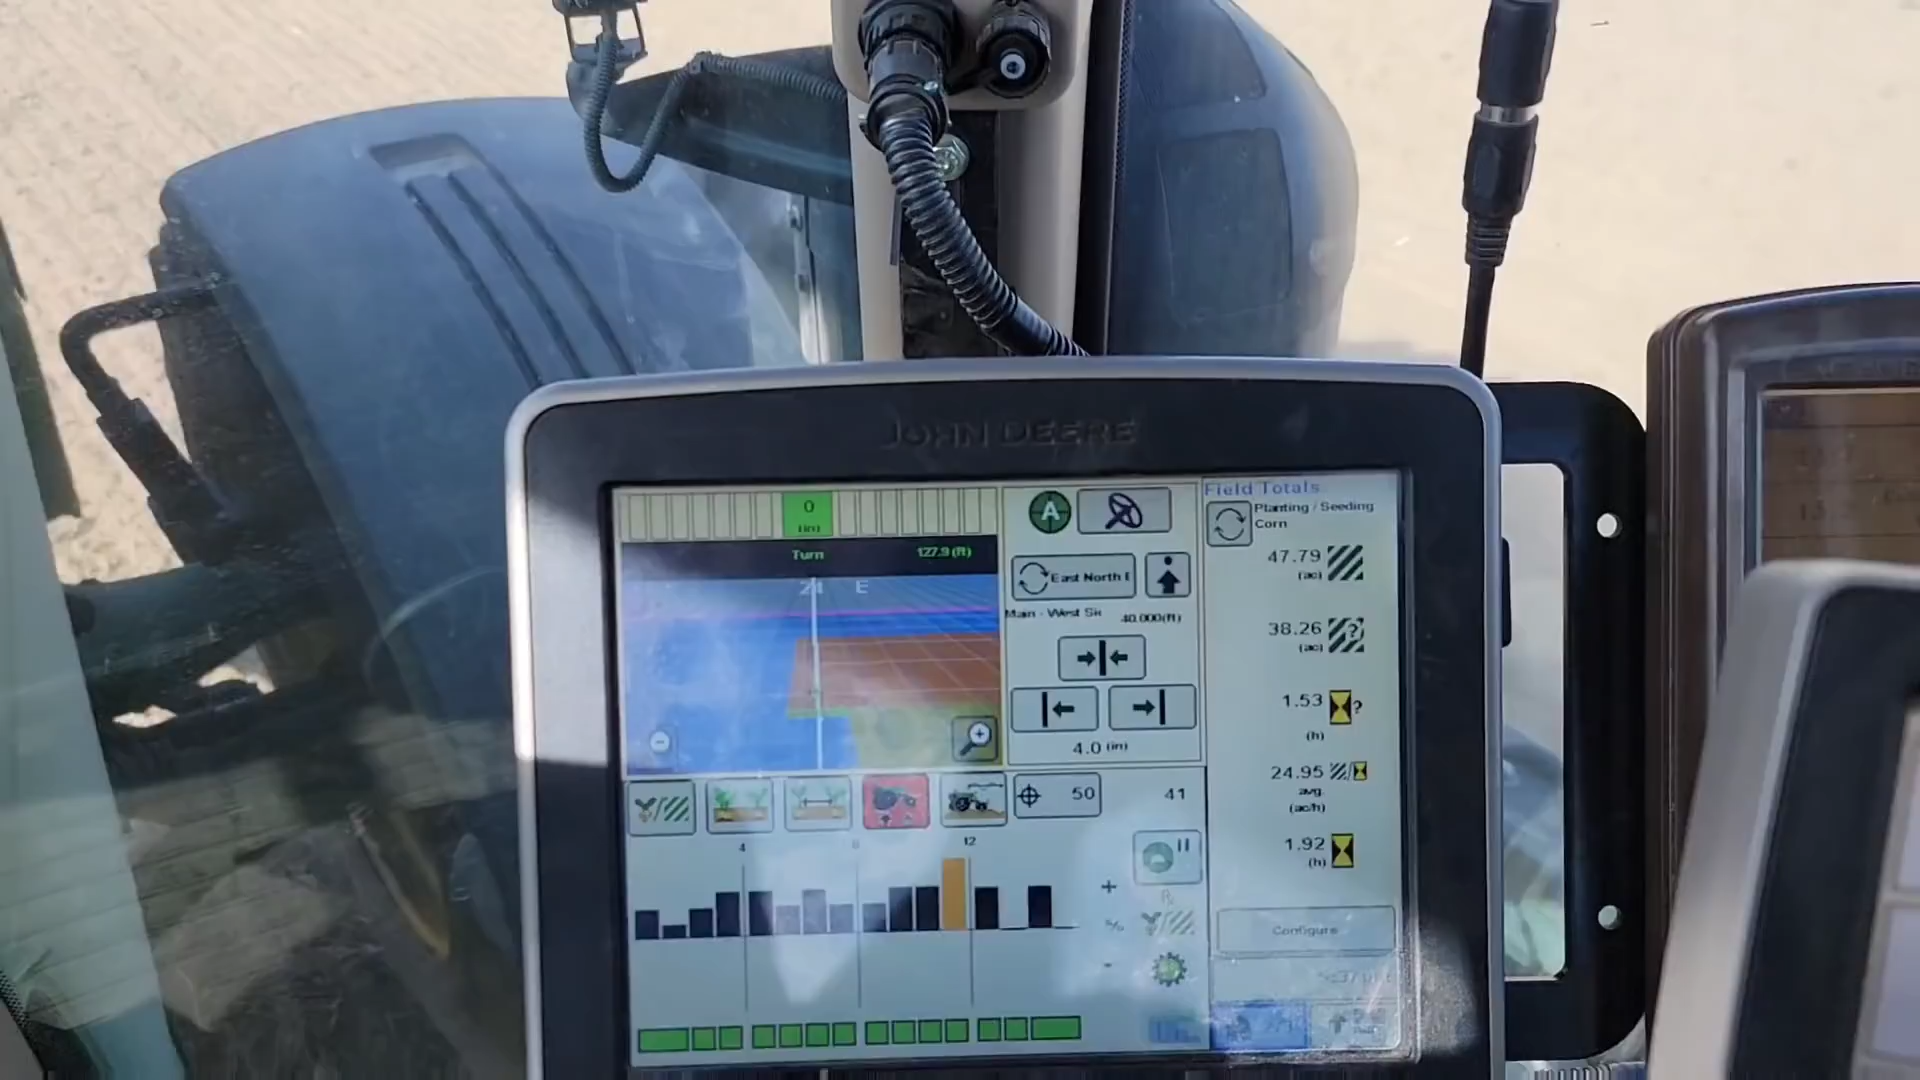 JOHN DEERE
0
(in)
Turn 127.9 (ft)
E
A
East North E
Main - West Si 40.000(ft)
4.0 (in)
Field Totals
Planting / Seeding
Corn
47.79
(ac)
38.26
(ac)
1.53
?
(h)
24.95
avg.
(ac/h)
1.92
(h)
Configure
50
41
4
8
12
+
%
-